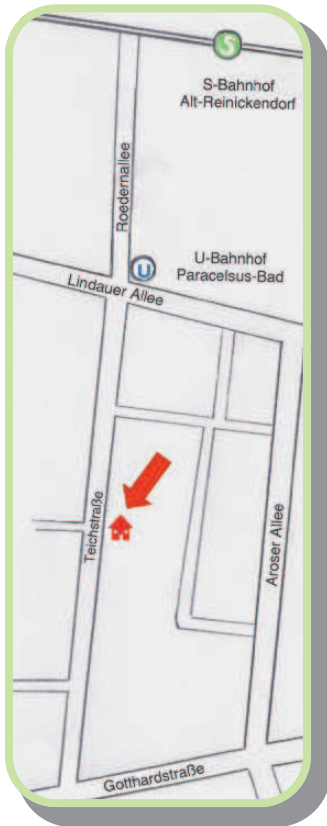 S
S-Bahnhof
Alt-Reinickendorf
Roedernallee
U
U-Bahnhof
Paracelsus-Bad
Lindauer Allee
Teichstraße
Aroser Allee
Gotthardstraße